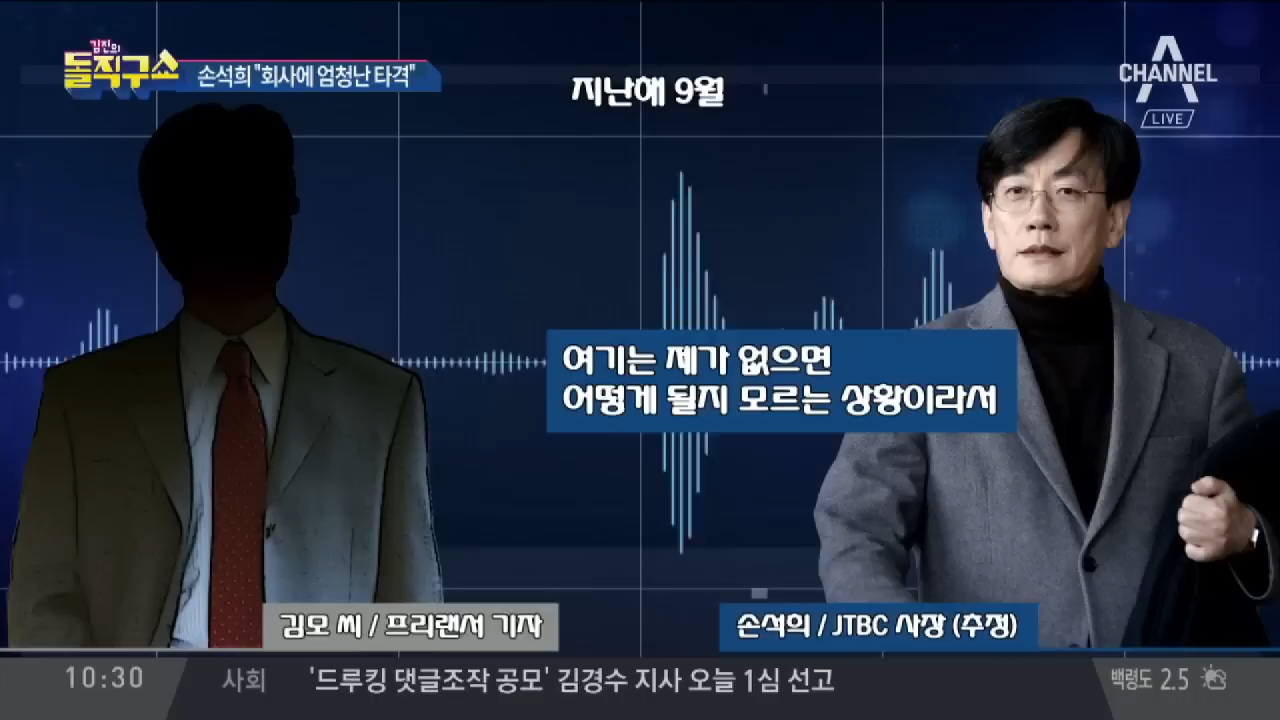 김진의
돌직구쇼
손석희 "회사에 엄청난 타격"
지난해 9월
CHANNEL
A
LIVE
여기는 제가 없으면
어떻게 될지 모르는 상황이라서
김모 씨 / 프리랜서 기자
손석희 / JTBC 사장 (추정)
10:30
사회
'드루킹 댓글조작 공모' 김경수 지사 오늘 1심 선고
백령도 2.5